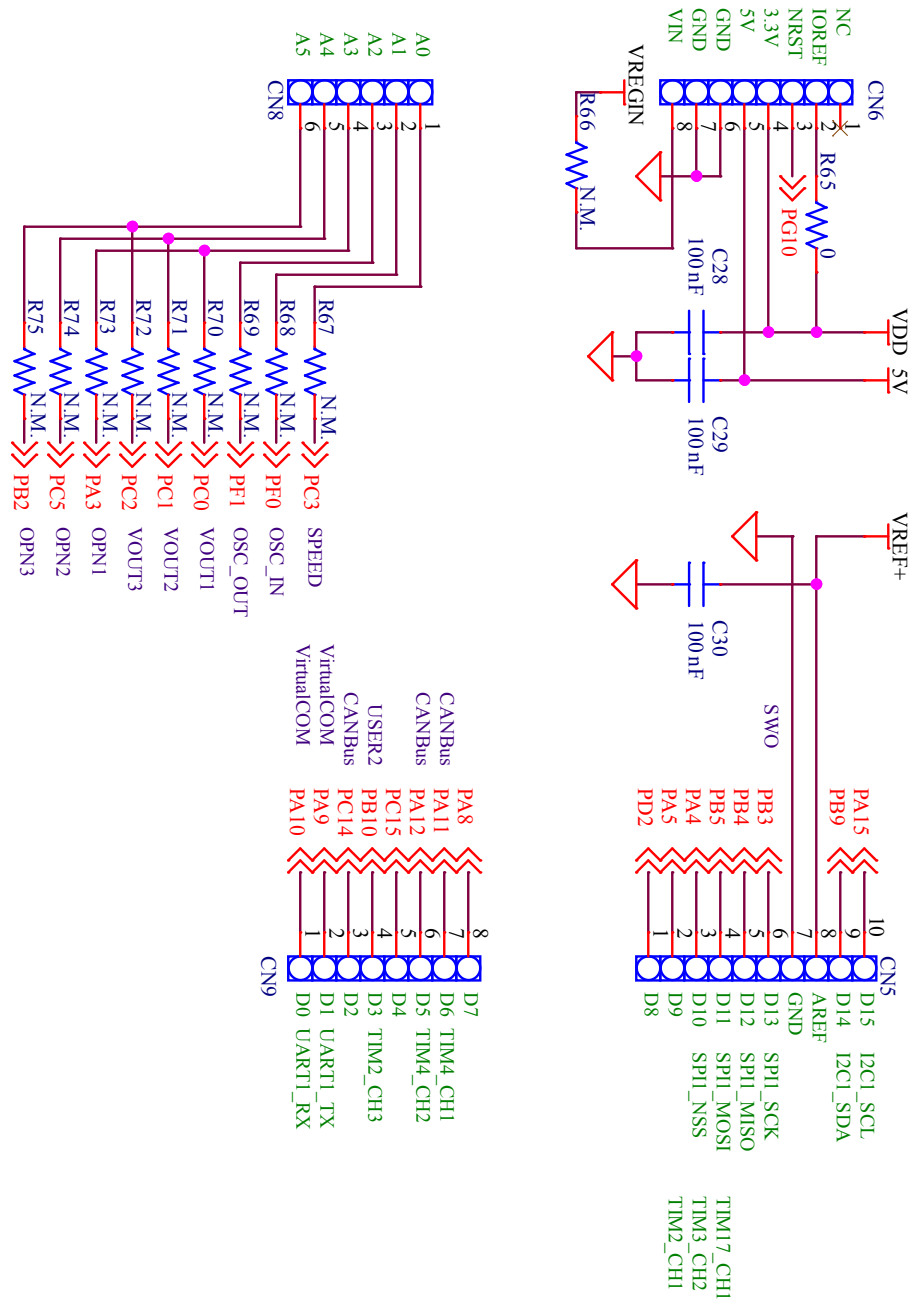 CN6
NC 1
IOREF 2
NRST 3
3.3V 4
5V 5
GND 6
GND 7
VIN 8
R65 0
PG10
VREGIN
R66 N.M.
VDD 5V
C28
100 nF
C29
100 nF
VREF+
C30
100 nF
SWO
CN5
PA15 10 D15 I2C1_SCL
PB9 9 D14 I2C1_SDA
8 AREF
7 GND
PB3 6 D13 SPI1_SCK
PB4 5 D12 SPI1_MISO
PB5 4 D11 SPI1_MOSI TIM17_CH1
PA4 3 D10 SPI1_NSS TIM3_CH2
PA5 2 D9 TIM2_CH1
PD2 1 D8
A0 1
A1 2
A2 3
A3 4
A4 5
A5 6
CN8
R67 N.M. PC3 SPEED
R68 N.M. PF0 OSC_IN
R69 N.M. PF1 OSC_OUT
R70 N.M. PC0 VOUT1
R71 N.M. PC1 VOUT2
R72 N.M. PC2 VOUT3
R73 N.M. PA3 OPN1
R74 N.M. PC5 OPN2
R75 N.M. PB2 OPN3
PA8 8 D7
CANBus PA11 7 D6 TIM4_CH1
CANBus PA12 6 D5 TIM4_CH2
PC15 5 D4
USER2 PB10 4 D3 TIM2_CH3
CANBus PC14 3 D2
VirtualCOM PA9 2 D1 UART1_TX
VirtualCOM PA10 1 D0 UART1_RX
CN9